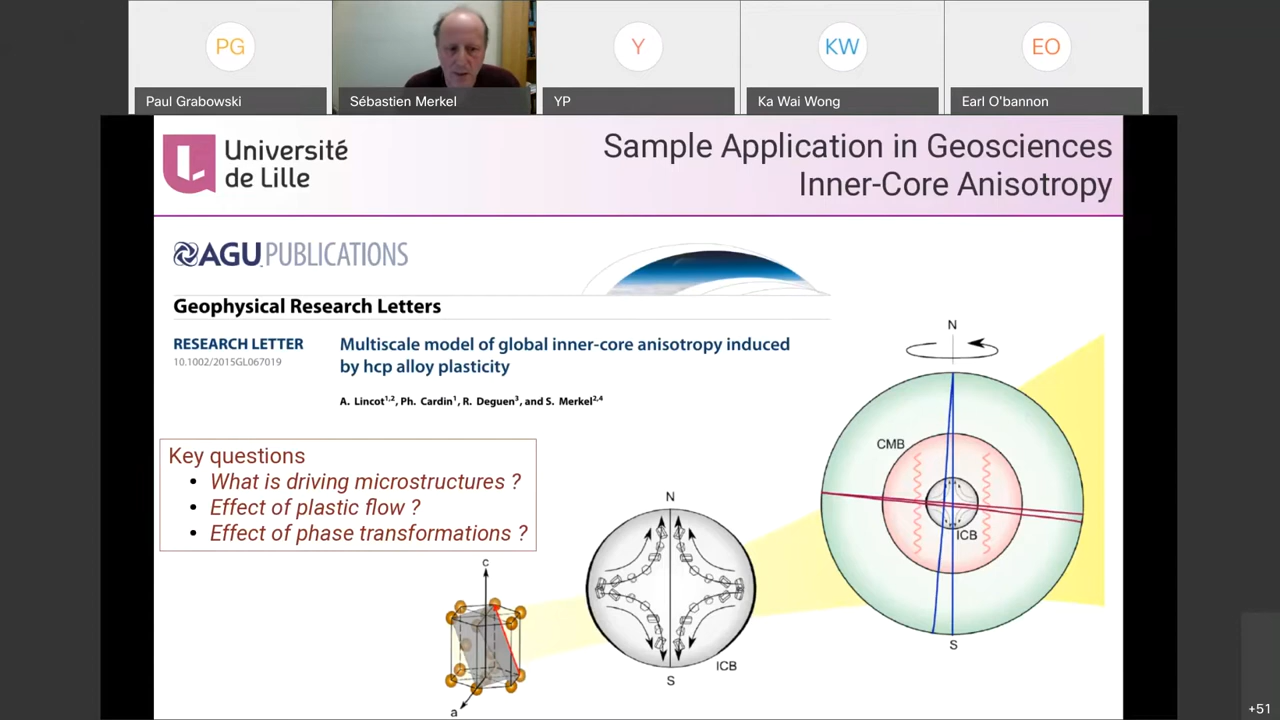 PG
Y
KW
EO
Paul Grabowski
Sébastien Merkel
YP
Ka Wai Wong
Earl O'bannon
Université
de Lille
Sample Application in Geosciences
Inner-Core Anisotropy
AGU PUBLICATIONS
Geophysical Research Letters
RESEARCH LETTER
10.1002/2015GL067019
Multiscale model of global inner-core anisotropy induced
by hcp alloy plasticity
A. Lincot1,2, Ph. Cardin1, R. Deguen3, and S. Merkel2,4
Key questions
• What is driving microstructures ?
• Effect of plastic flow ?
• Effect of phase transformations ?
c
a
N
S
ICB
N
CMB
ICB
S
+51